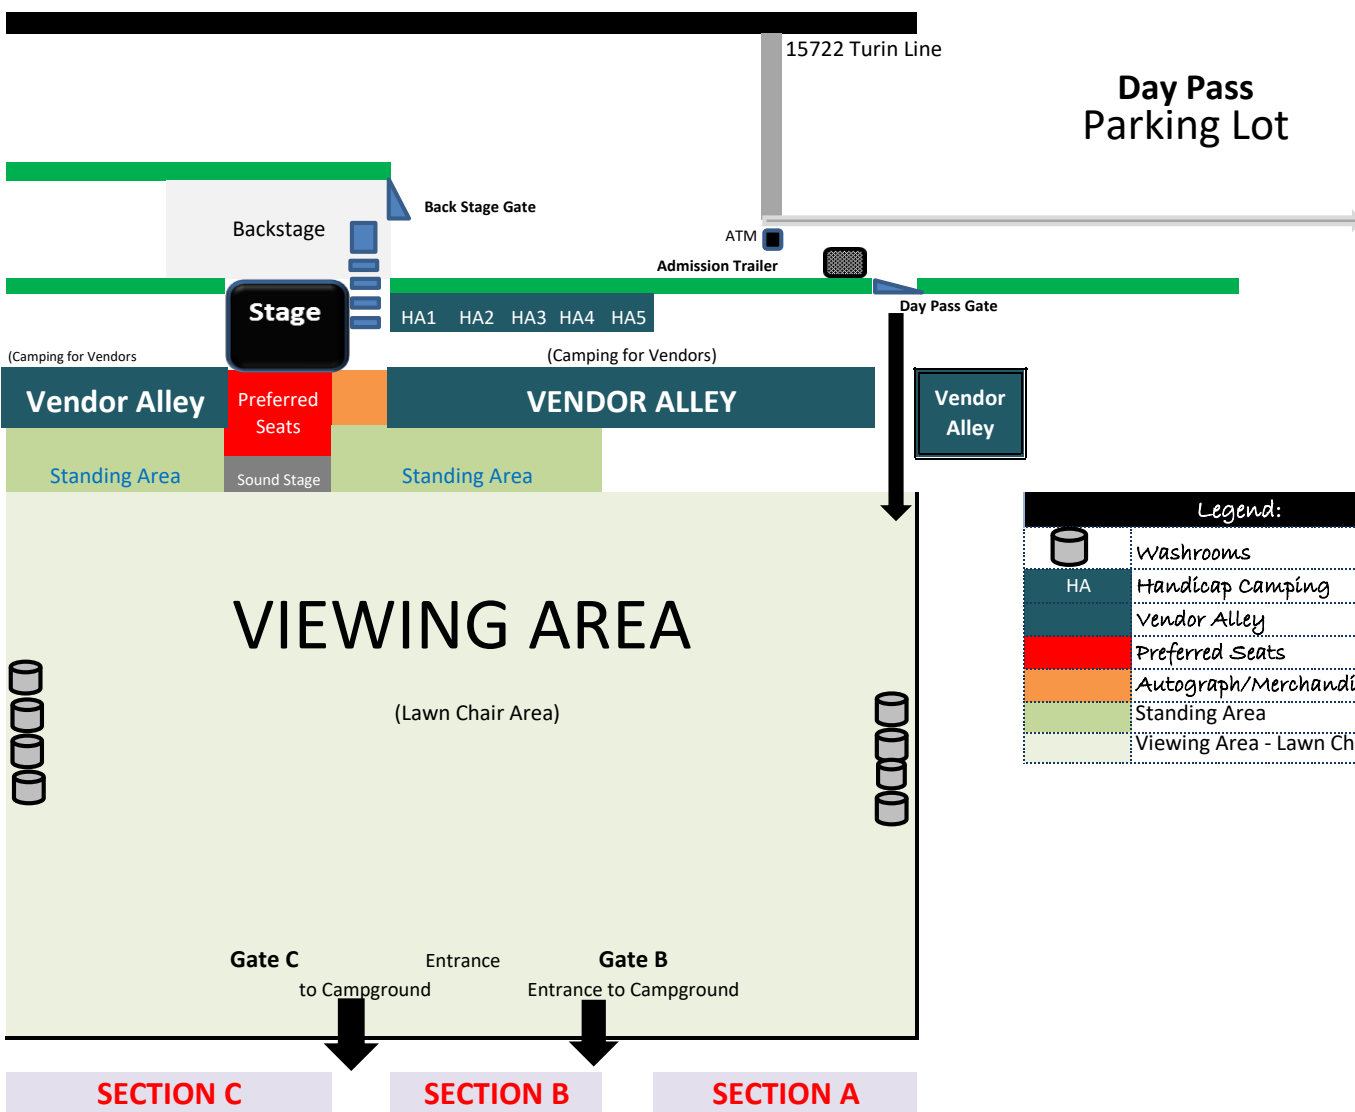 15722 Turin Line
Day Pass
Parking Lot
Back Stage Gate
Backstage
ATM
Admission Trailer
Day Pass Gate
Stage
HA1 HA2 HA3 HA4 HA5
(Camping for Vendors
(Camping for Vendors)
Vendor Alley
Preferred
Seats
VENDOR ALLEY
Vendor
Alley
Standing Area
Sound Stage
Standing Area
Legend:
Washrooms
HA Handicap Camping
Vendor Alley
Preferred Seats
Autograph/Merchandi
Standing Area
Viewing Area - Lawn Ch
VIEWING AREA
(Lawn Chair Area)
Gate C Entrance
to Campground
Gate B
Entrance to Campground
SECTION C
SECTION B
SECTION A